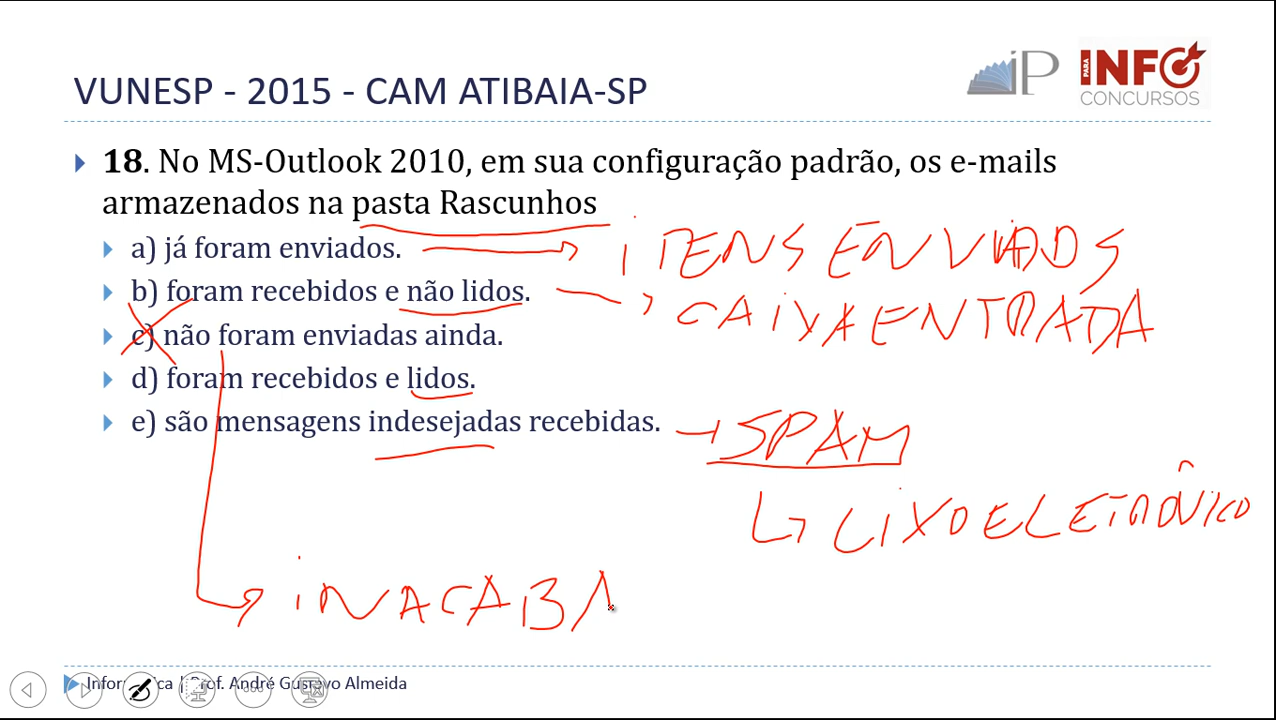 VUNESP - 2015 - CAM ATIBAIA-SP
iP
PARA INFO
CONCURSOS
18. No MS-Outlook 2010, em sua configuração padrão, os e-mails
armazenados na pasta Rascunhos
a) já foram enviados. ITENS ENVIADOS
b) foram recebidos e não lidos. CAIXA ENTRADA
c) não foram enviadas ainda.
d) foram recebidos e lidos.
e) são mensagens indesejadas recebidas. SPAM
LIXO ELETRÔNICO
INACABA
Prof. André Gustavo Almeida